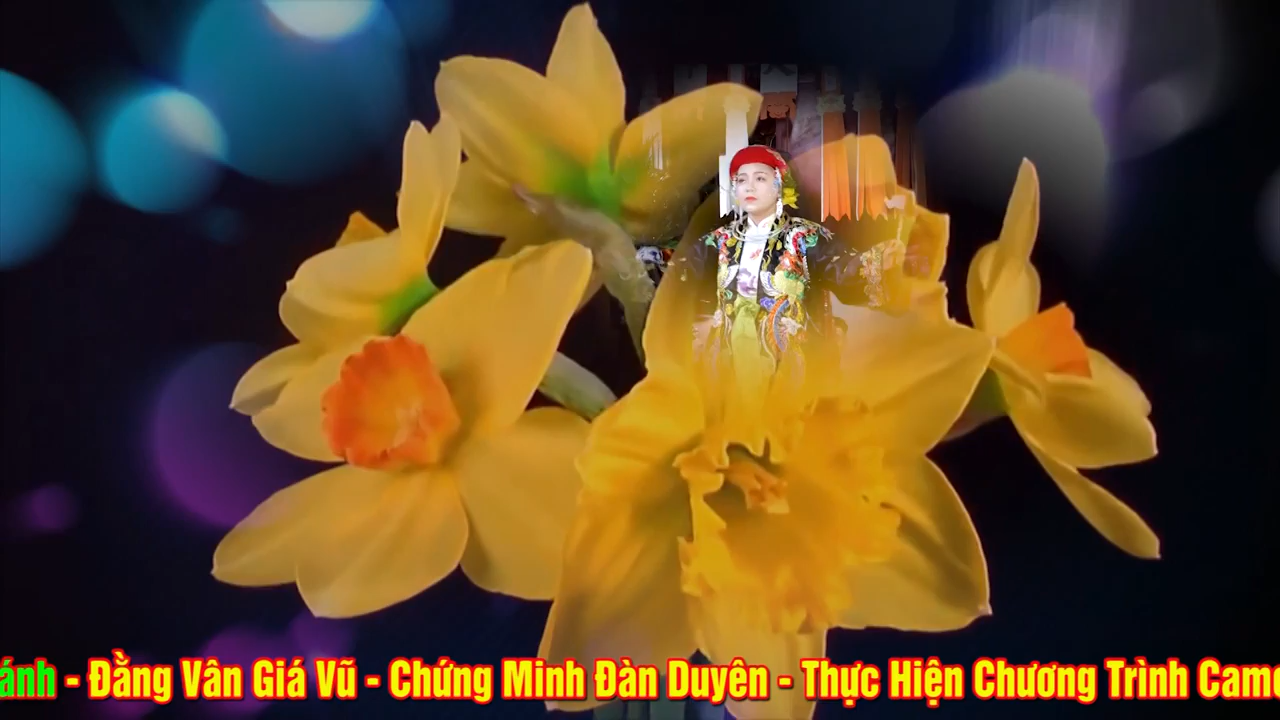 ánh - Đằng Vân Giá Vũ - Chứng Minh Đàn Duyên - Thực Hiện Chương Trình Came